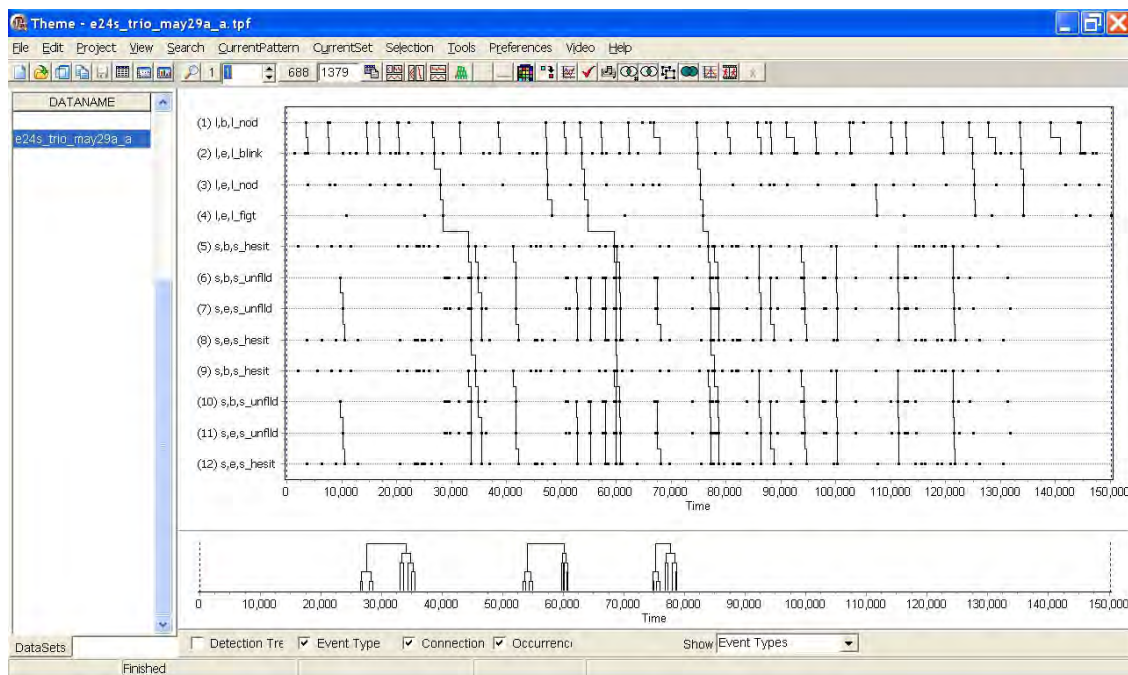 Theme - e24s_trio_may29a_a.tpf
File Edit Project View Search CurrentPattern CurrentSet Selection Tools Preferences Video Help
1 1 688 1379
DATANAME
e24s_trio_may29a_a
(1) l,b,l_nod
(2) l,e,l_blink
(3) l,e,l_nod
(4) l,e,l_figt
(5) s,b,s_hesit
(6) s,b,s_unflld
(7) s,e,s_unflld
(8) s,e,s_hesit
(9) s,b,s_hesit
(10) s,b,s_unflld
(11) s,e,s_unflld
(12) s,e,s_hesit
0 10,000 20,000 30,000 40,000 50,000 60,000 70,000 80,000 90,000 100,000 110,000 120,000 130,000 140,000 150,000
Time
0 10,000 20,000 30,000 40,000 50,000 60,000 70,000 80,000 90,000 100,000 110,000 120,000 130,000 140,000 150,000
Time
DataSets Detection Tre Event Type Connection Occurrenc Show Event Types
Finished